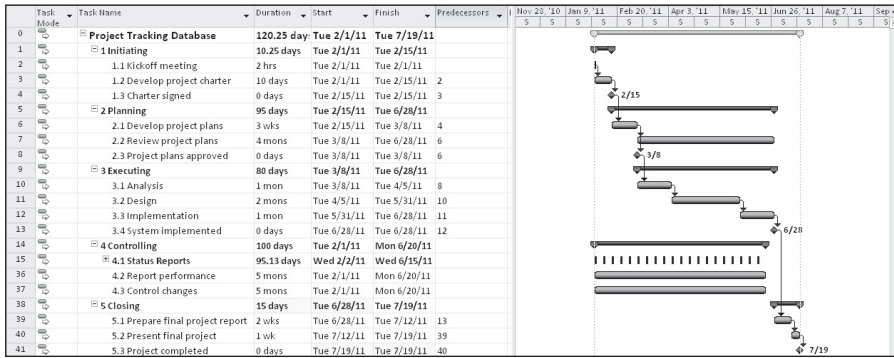 Task Mode Task Name Duration Start Finish Predecessors Nov 28, '10 Jan 9, '11 Feb 20, '11 Apr 3, '11 May 15, '11 Jun 26, '11 Aug 7, '11 Sep
S S S S S S S S S S S S S
0 Project Tracking Database 120.25 day Tue 2/1/11 Tue 7/19/11
1 1 Initiating 10.25 days Tue 2/1/11 Tue 2/15/11
2 1.1 Kickoff meeting 2 hrs Tue 2/1/11 Tue 2/1/11
3 1.2 Develop project charter 10 days Tue 2/1/11 Tue 2/15/11 2
4 1.3 Charter signed 0 days Tue 2/15/11 Tue 2/15/11 3 2/15
5 2 Planning 95 days Tue 2/15/11 Tue 6/28/11
6 2.1 Develop project plans 3 wks Tue 2/15/11 Tue 3/8/11 4
7 2.2 Review project plans 4 mons Tue 3/8/11 Tue 6/28/11 6
8 2.3 Project plans approved 0 days Tue 3/8/11 Tue 3/8/11 6 3/8
9 3 Executing 80 days Tue 3/8/11 Tue 6/28/11
10 3.1 Analysis 1 mon Tue 3/8/11 Tue 4/5/11 8
11 3.2 Design 2 mons Tue 4/5/11 Tue 5/31/11 10
12 3.3 Implementation 1 mon Tue 5/31/11 Tue 6/28/11 11
13 3.4 System implemented 0 days Tue 6/28/11 Tue 6/28/11 12 6/28
14 4 Controlling 100 days Tue 2/1/11 Mon 6/20/11
15 4.1 Status Reports 95.13 days Wed 2/2/11 Wed 6/15/11
36 4.2 Report performance 5 mons Tue 2/1/11 Mon 6/20/11
37 4.3 Control changes 5 mons Tue 2/1/11 Mon 6/20/11
38 5 Closing 15 days Tue 6/28/11 Tue 7/19/11
39 5.1 Prepare final project report 2 wks Tue 6/28/11 Tue 7/12/11 13
40 5.2 Present final project 1 wk Tue 7/12/11 Tue 7/19/11 39
41 5.3 Project completed 0 days Tue 7/19/11 Tue 7/19/11 40 7/19